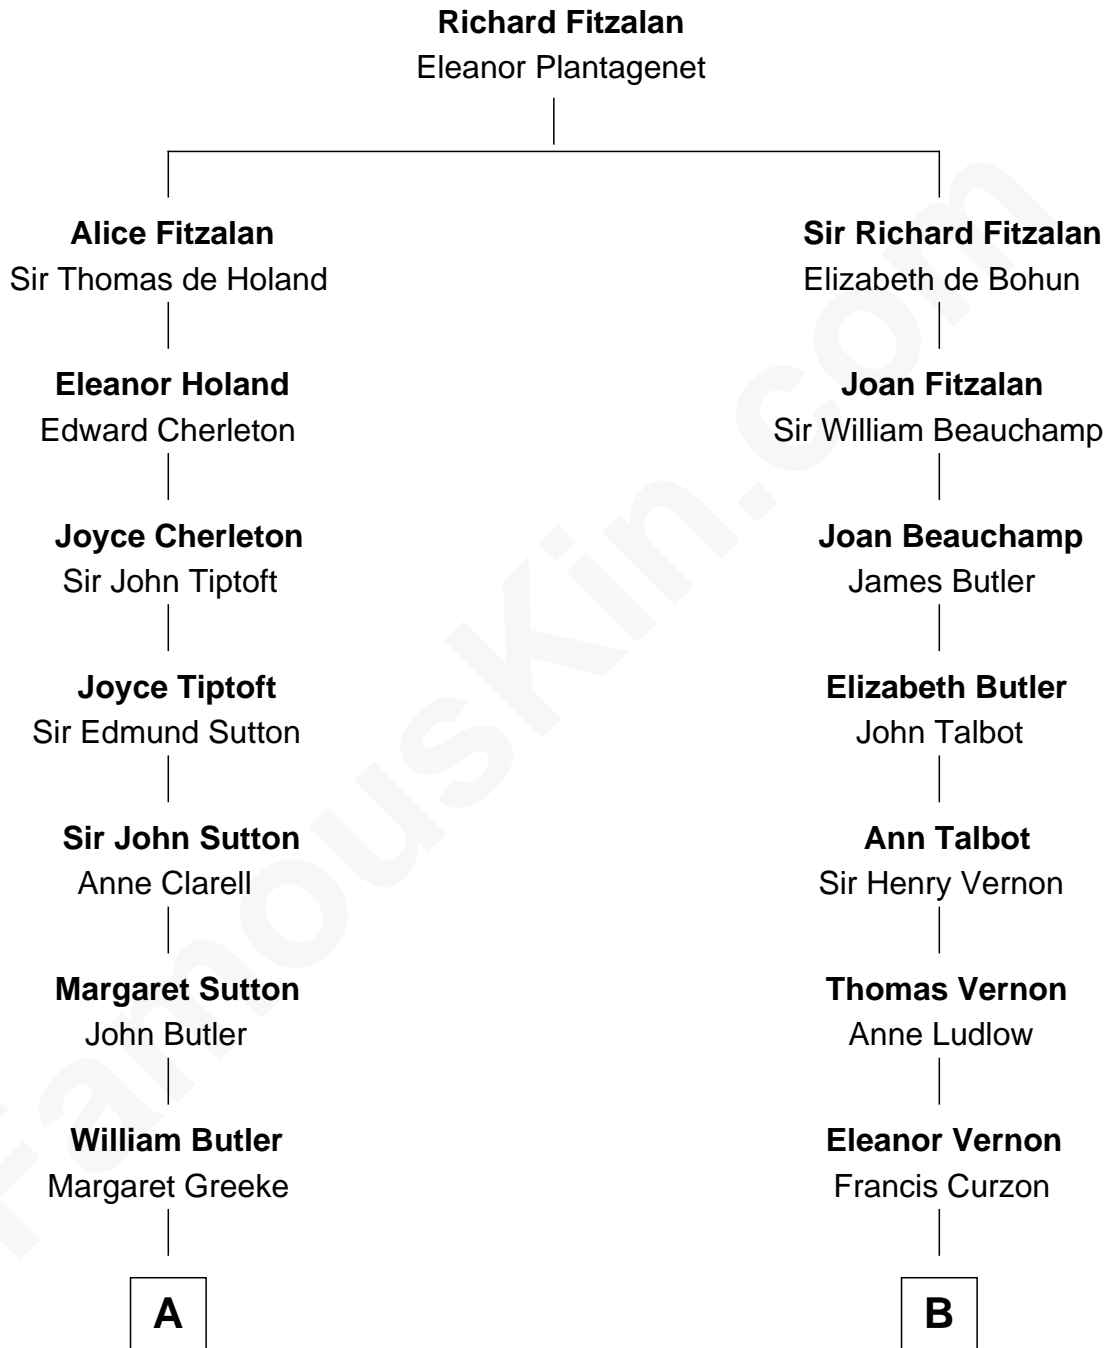 Richard Fitzalan
Eleanor Plantagenet
Alice Fitzalan
Sir Thomas de Holand
Eleanor Holand
Edward Cherleton
Joyce Cherleton
Sir John Tiptoft
Joyce Tiptoft
Sir Edmund Sutton
Sir John Sutton
Anne Clarell
Margaret Sutton
John Butler
William Butler
Margaret Greeke
A
Sir Richard Fitzalan
Elizabeth de Bohun
Joan Fitzalan
Sir William Beauchamp
Joan Beauchamp
James Butler
Elizabeth Butler
John Talbot
Ann Talbot
Sir Henry Vernon
Thomas Vernon
Anne Ludlow
Eleanor Vernon
Francis Curzon
B
FamousKin.com